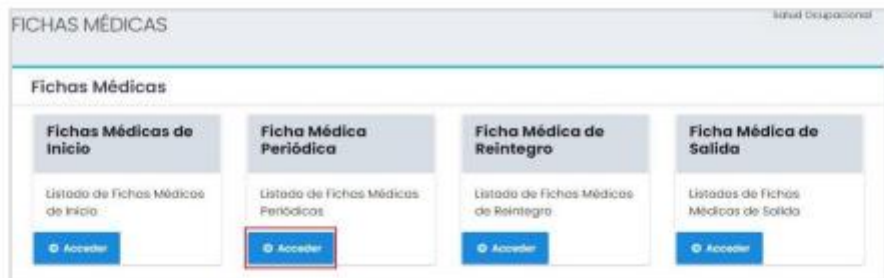 FICHAS MÉDICAS
Salud Ocupacional
Fichas Médicas
Fichas Médicas de
Inicio
Listado de Fichas Médicas
de Inicio
Acceder
Ficha Médica
Periódica
Listado de Fichas Médicas
Periódicas
Acceder
Ficha Médica de
Reintegro
Listado de Fichas Médicas
de Reintegro
Acceder
Ficha Médica de
Salida
Listados de Fichas
Médicas de Salida
Acceder